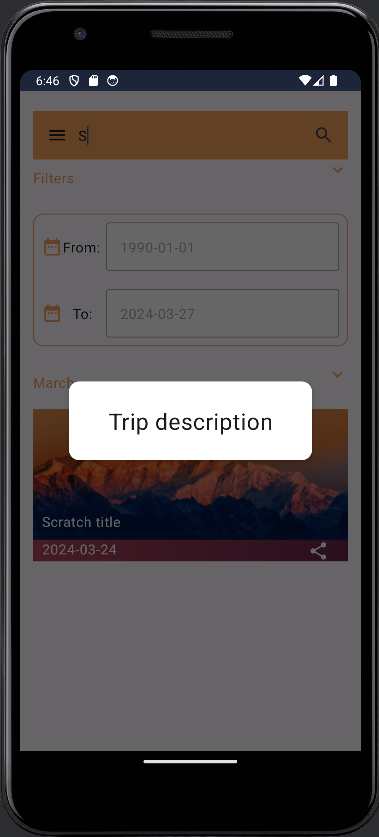 6:46
S
Filters
From: 1990-01-01
To: 2024-03-27
March
Trip description
Scratch title
2024-03-24